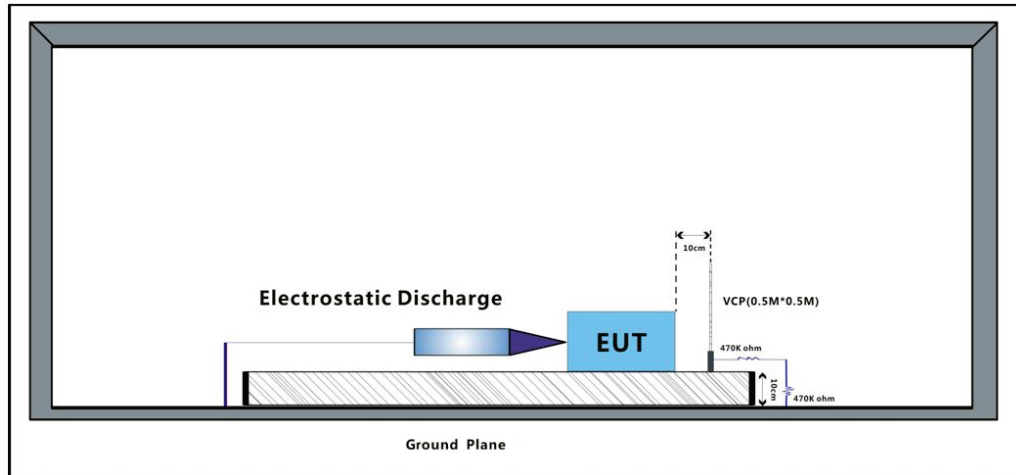 10cm
Electrostatic Discharge
VCP(0.5M*0.5M)
EUT
470K ohm
10cm
470K ohm
Ground Plane